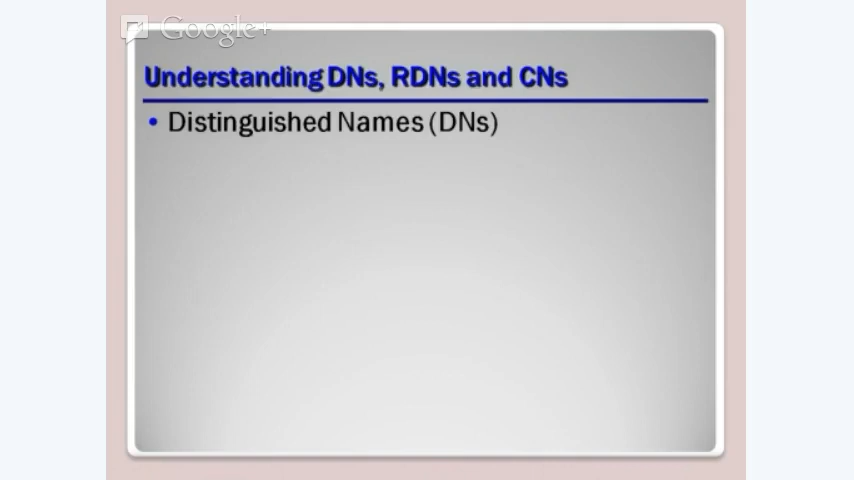 Google+
Understanding DNs, RDNs and CNs
• Distinguished Names (DNs)